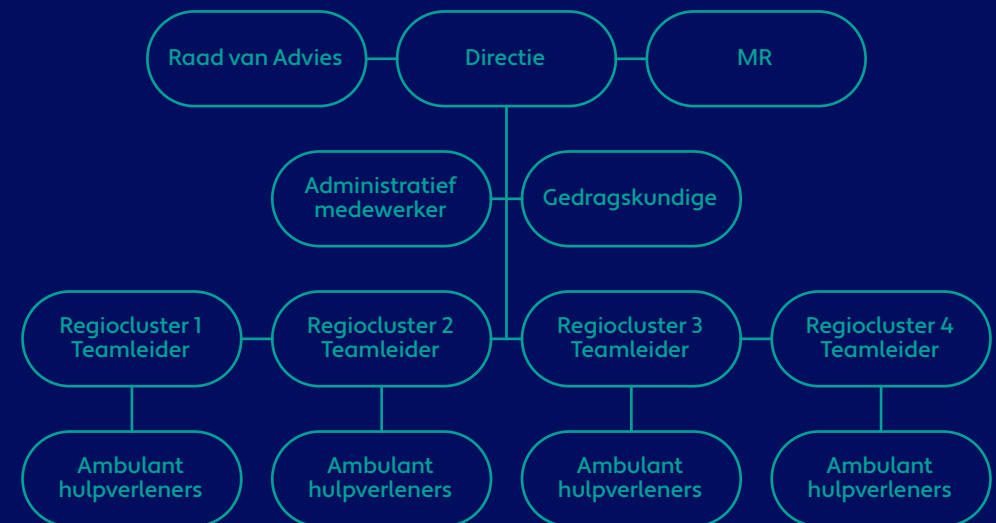 Raad van Advies
Directie
MR
Administratief
medewerker
Gedragskundige
Regiocluster 1
Teamleider
Regiocluster 2
Teamleider
Regiocluster 3
Teamleider
Regiocluster 4
Teamleider
Ambulant
hulpverleners
Ambulant
hulpverleners
Ambulant
hulpverleners
Ambulant
hulpverleners